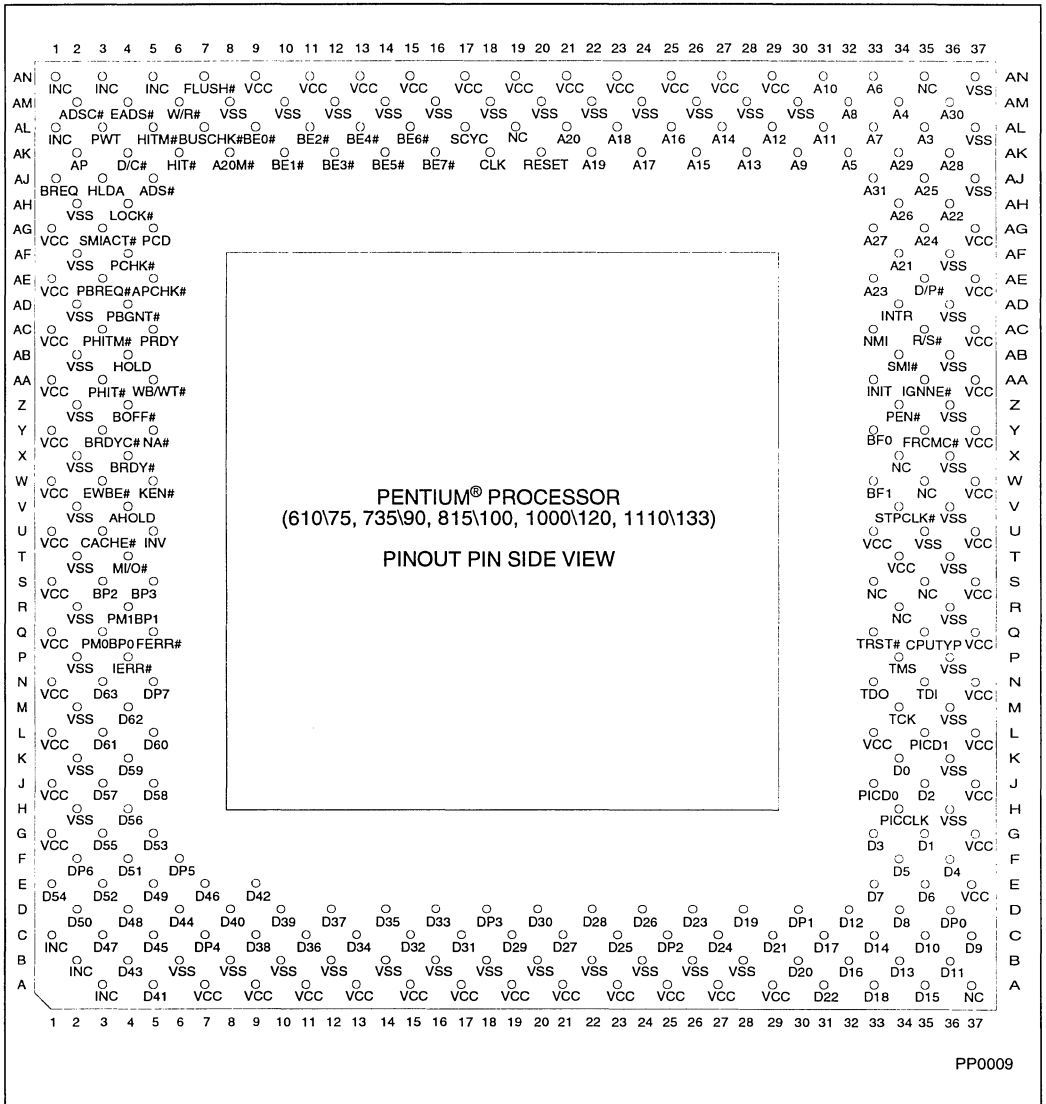 1 2 3 4 5 6 7 8 9 10 11 12 13 14 15 16 17 18 19 20 21 22 23 24 25 26 27 28 29 30 31 32 33 34 35 36 37
AN INC INC INC FLUSH# VCC VCC VCC VCC VCC VCC VCC VCC VCC VCC VCC A10 A6 NC VSS AN
AM ADSC# EADS# W/R# VSS VSS VSS VSS VSS VSS VSS VSS VSS VSS VSS A8 A4 A30 AM
AL INC PWT HITM# BUSCHK# BE0# BE2# BE4# BE6# SCYC NC A20 A18 A16 A14 A12 A11 A7 A3 VSS AL
AK AP D/C# HIT# A20M# BE1# BE3# BE5# BE7# CLK RESET A19 A17 A15 A13 A9 A5 A29 A28 AK
AJ BREQ HLDA ADS# A31 A25 VSS AJ
AH VSS LOCK# A26 A22 AH
AG VCC SMIACT# PCD A27 A24 VCC AG
AF VSS PCHK# A21 VSS AF
AE VCC PBREQ# APCHK# A23 D/P# VCC AE
AD VSS PBGNT# INTR VSS AD
AC VCC PHITM# PRDY NMI R/S# VCC AC
AB VSS HOLD SMI# VSS AB
AA VCC PHIT# WB/WT# INIT IGNNE# VCC AA
Z VSS BOFF# PEN# VSS Z
Y VCC BRDYC# NA# BF0 FRCMC# VCC Y
X VSS BRDY# NC VSS X
W VCC EWBE# KEN# BF1 NC VCC W
V VSS AHOLD STPCLK# VSS V
U VCC CACHE# INV VCC VSS VCC U
T VSS MI/O# VCC VSS T
S VCC BP2 BP3 NC NC VCC S
R VSS PM1BP1 NC VSS R
Q VCC PM0BP0 FERR# TRST# CPUTYP VCC Q
P VSS IERR# TMS VSS P
N VCC D63 DP7 TDO TDI VCC N
M VSS D62 TCK VSS M
L VCC D61 D60 VCC PICD1 VCC L
K VSS D59 D0 VSS K
J VCC D57 D58 PICD0 D2 VCC J
H VSS D56 PICCLK VSS H
G VCC D55 D53 D3 D1 VCC G
F DP6 D51 DP5 D5 D4 F
E D54 D52 D49 D46 D42 D7 D6 VCC E
D D50 D48 D44 D40 D39 D37 D35 D33 DP3 D30 D28 D26 D23 D19 DP1 D12 D8 DP0 D
C INC D47 D45 DP4 D38 D36 D34 D32 D31 D29 D27 D25 DP2 D24 D21 D17 D14 D10 D9 C
B INC D43 VSS VSS VSS VSS VSS VSS VSS VSS VSS VSS VSS VSS D20 D16 D13 D11 B
A INC D41 VCC VCC VCC VCC VCC VCC VCC VCC VCC VCC VCC VCC D22 D18 D15 NC A
1 2 3 4 5 6 7 8 9 10 11 12 13 14 15 16 17 18 19 20 21 22 23 24 25 26 27 28 29 30 31 32 33 34 35 36 37
PENTIUM® PROCESSOR
(610\75, 735\90, 815\100, 1000\120, 1110\133)
PINOUT PIN SIDE VIEW
PP0009